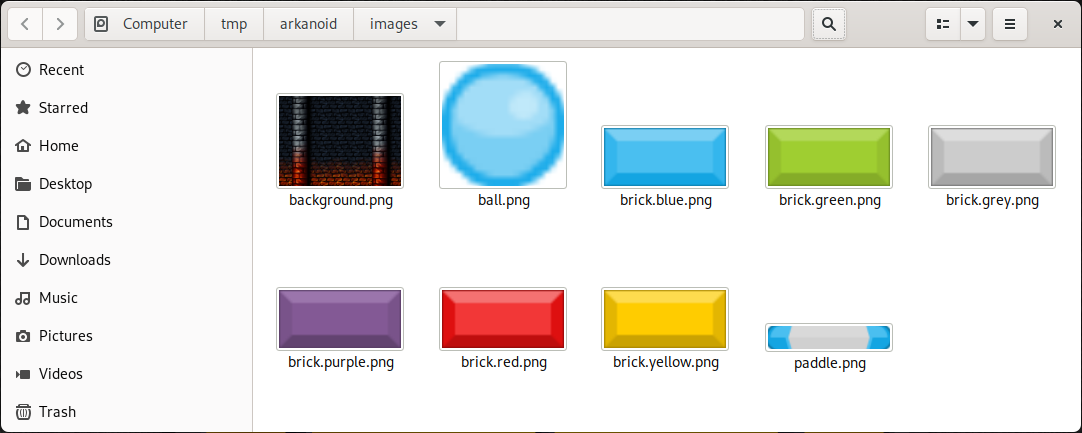 Computer tmp arkanoid images
Recent
Starred
Home
Desktop
Documents
Downloads
Music
Pictures
Videos
Trash
background.png ball.png brick.blue.png brick.green.png brick.grey.png
brick.purple.png brick.red.png brick.yellow.png paddle.png